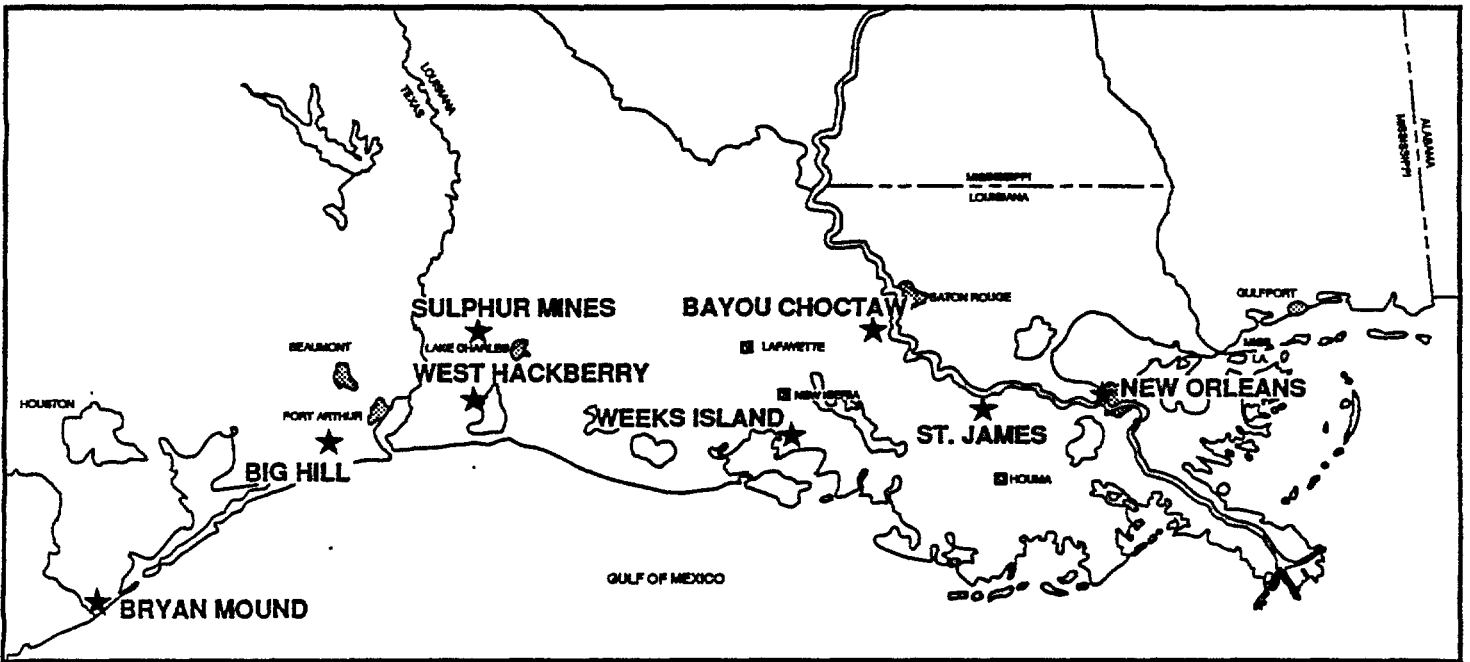 LOUISIANA
TEXAS
MISSISSIPPI
LOUISIANA
ALABAMA
MISSISSIPPI
SULPHUR MINES
BAYOU CHOCTAW
BATON ROUGE
GULFPORT
BEAUMONT
LAKE CHARLES
LAFAYETTE
MISS.
LA.
WEST HACKBERRY
NEW ORLEANS
HOUSTON
PORT ARTHUR
NEW IBERIA
WEEKS ISLAND
ST. JAMES
BIG HILL
HOUMA
GULF OF MEXICO
BRYAN MOUND